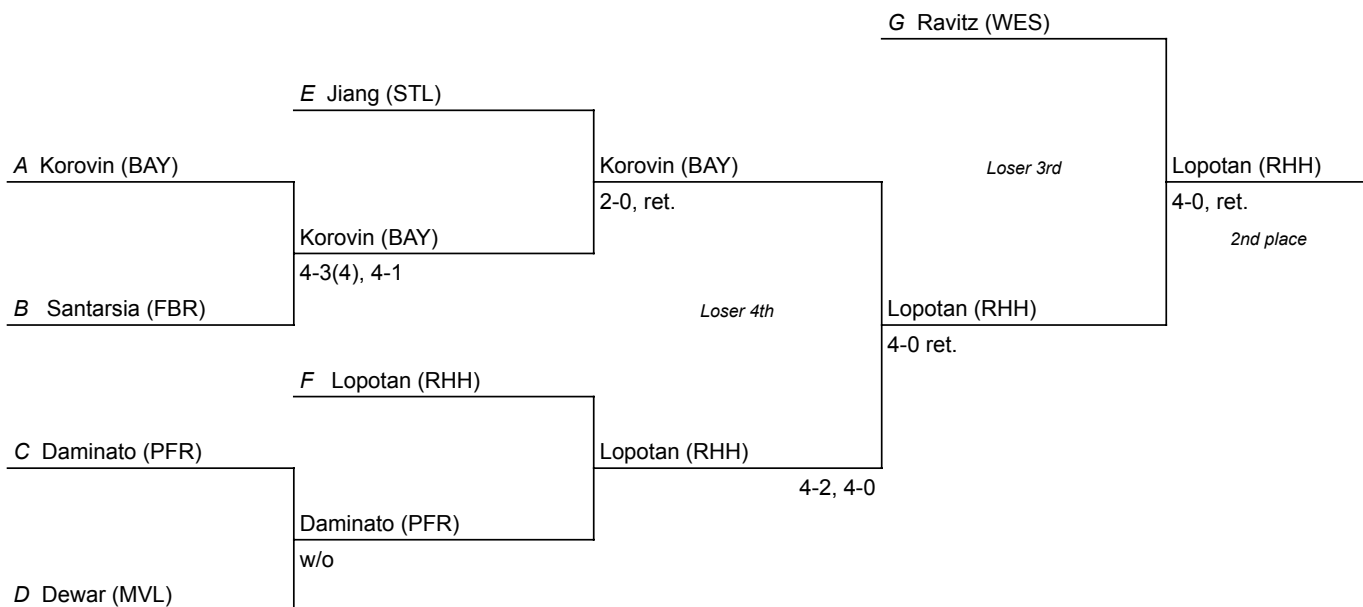 G Ravitz (WES)
E Jiang (STL)
A Korovin (BAY)
Korovin (BAY)
Loser 3rd
Lopotan (RHH)
2-0, ret.
4-0, ret.
Korovin (BAY)
2nd place
4-3(4), 4-1
B Santarsia (FBR)
Loser 4th
Lopotan (RHH)
4-0 ret.
F Lopotan (RHH)
C Daminato (PFR)
Lopotan (RHH)
4-2, 4-0
Daminato (PFR)
w/o
D Dewar (MVL)